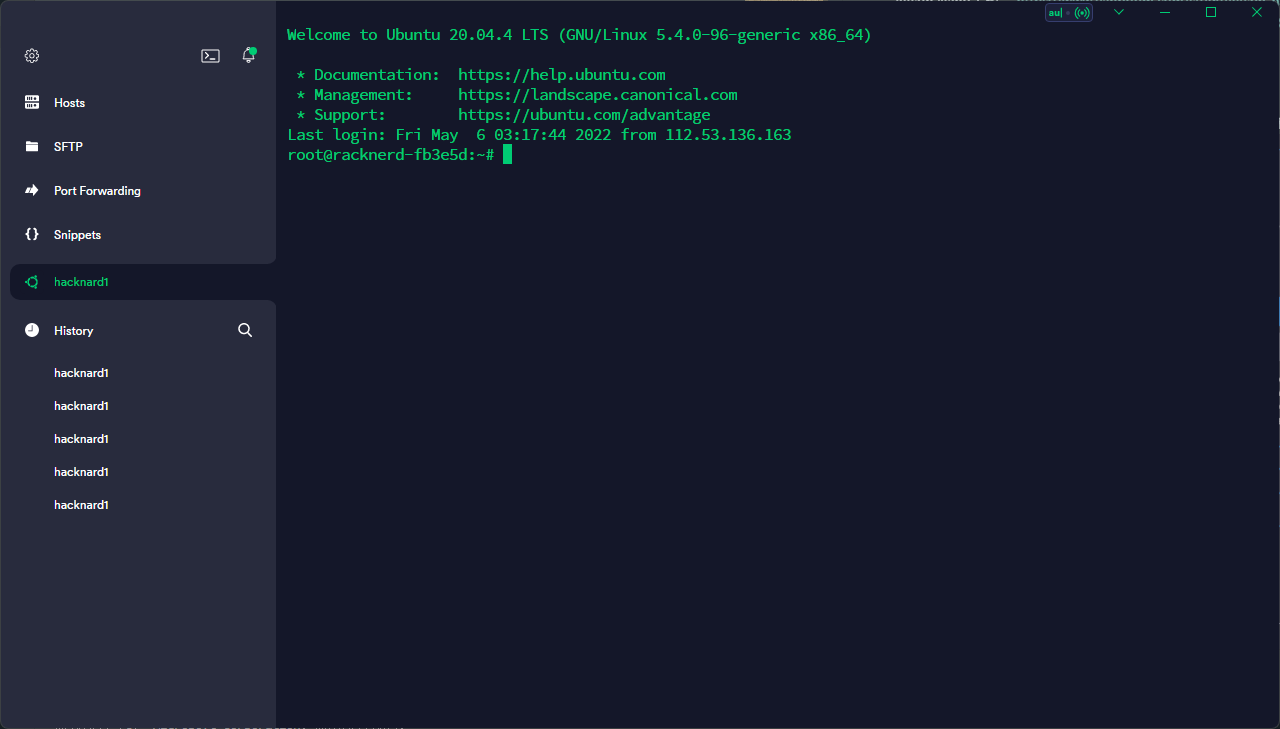 au|
Hosts
SFTP
Port Forwarding
Snippets
hacknard1
History
hacknard1
hacknard1
hacknard1
hacknard1
hacknard1
Welcome to Ubuntu 20.04.4 LTS (GNU/Linux 5.4.0-96-generic x86_64)
* Documentation:  https://help.ubuntu.com
* Management:     https://landscape.canonical.com
* Support:        https://ubuntu.com/advantage
Last login: Fri May  6 03:17:44 2022 from 112.53.136.163
root@racknerd-fb3e5d:~#